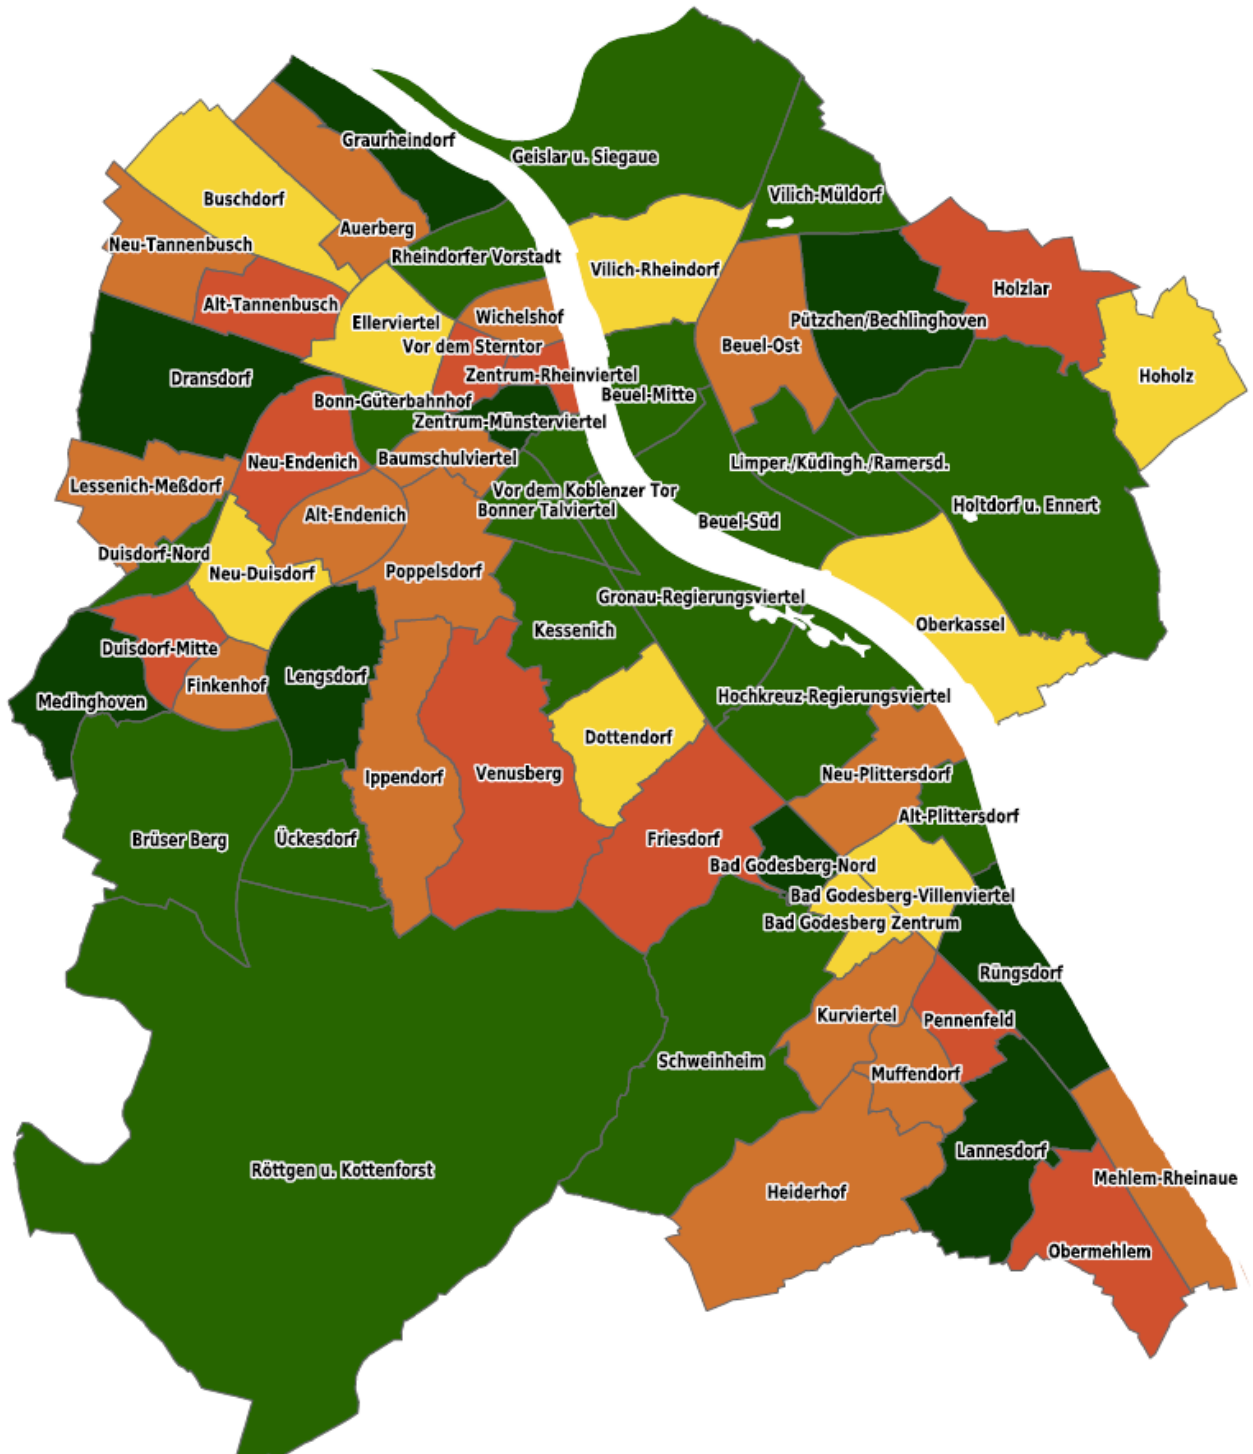 Graurheindorf
Geislar u. Siegaue
Vilich-Müldorf
Buschdorf
Auerberg
Neu-Tannenbusch
Rheindorfer Vorstadt
Vilich-Rheindorf
Holzlar
Alt-Tannenbusch
Ellerviertel
Wichelshof
Pützchen/Bechlinghoven
Vor dem Sterntor
Beuel-Ost
Dransdorf
Zentrum-Rheinviertel
Hoholz
Beuel-Mitte
Bonn-Güterbahnhof
Zentrum-Münsterviertel
Neu-Endenich
Baumschulviertel
Limper./Küdingh./Ramersd.
Lessenich-Meßdorf
Vor dem Koblenzer Tor
Holtdorf u. Ennert
Bonner Talviertel
Alt-Endenich
Beuel-Süd
Duisdorf-Nord
Neu-Duisdorf
Poppelsdorf
Gronau-Regierungsviertel
Oberkassel
Kessenich
Duisdorf-Mitte
Lengsdorf
Finkenhof
Hochkreuz-Regierungsviertel
Medinghoven
Dottendorf
Ippendorf
Venusberg
Neu-Plittersdorf
Alt-Plittersdorf
Brüser Berg
Ückesdorf
Friesdorf
Bad Godesberg-Nord
Bad Godesberg-Villenviertel
Bad Godesberg Zentrum
Rüngsdorf
Kurviertel
Pennenfeld
Schweinheim
Muffendorf
Lannesdorf
Röttgen u. Kottenforst
Mehlem-Rheinaue
Heiderhof
Obermehlem